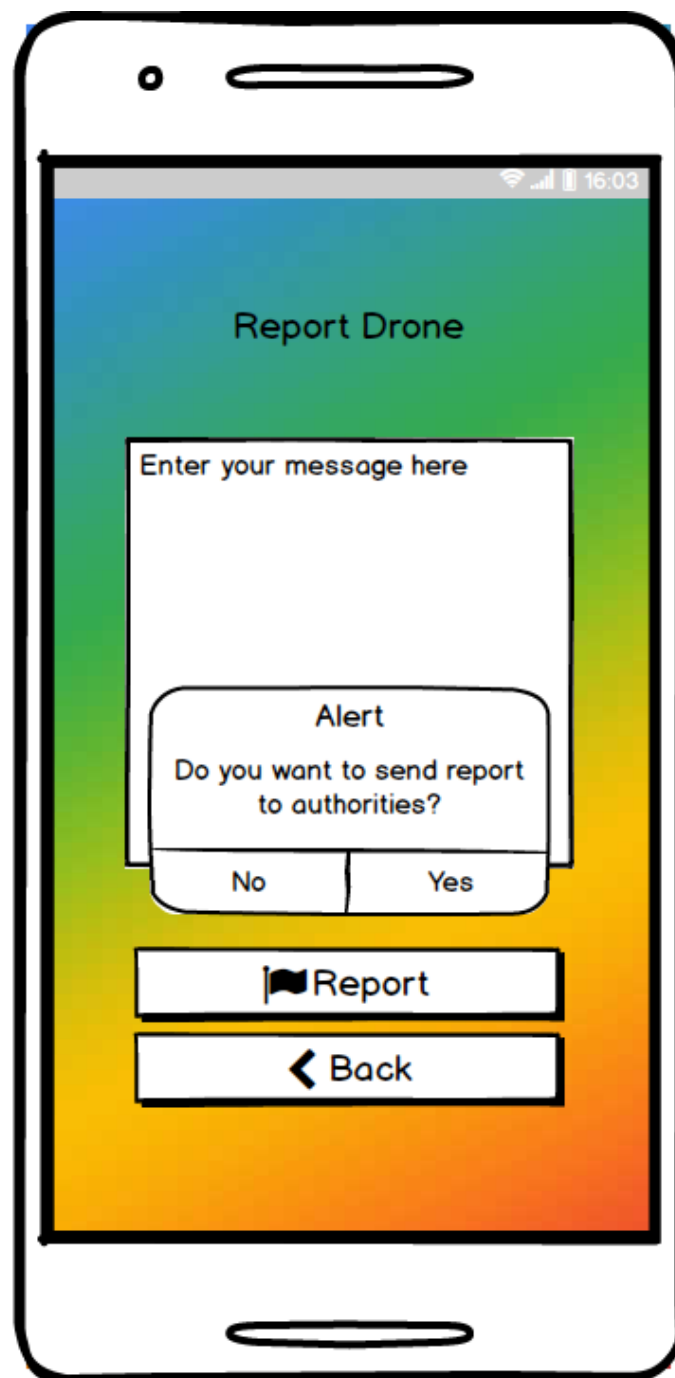 16:03
Report Drone
Enter your message here
Alert
Do you want to send report
to authorities?
No Yes
Report
Back